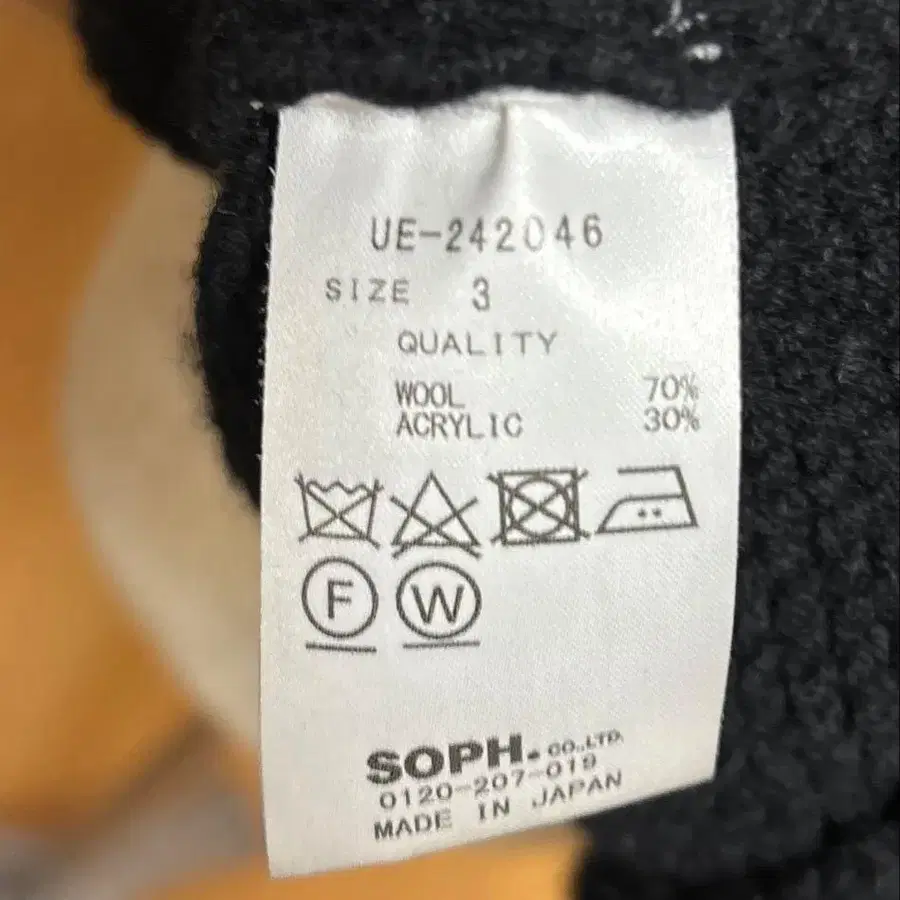 UE-242046
SIZE 3
QUALITY
WOOL 70%
ACRYLIC 30%
F W
SOPH. CO.,LTD.
0120-207-019
MADE IN JAPAN